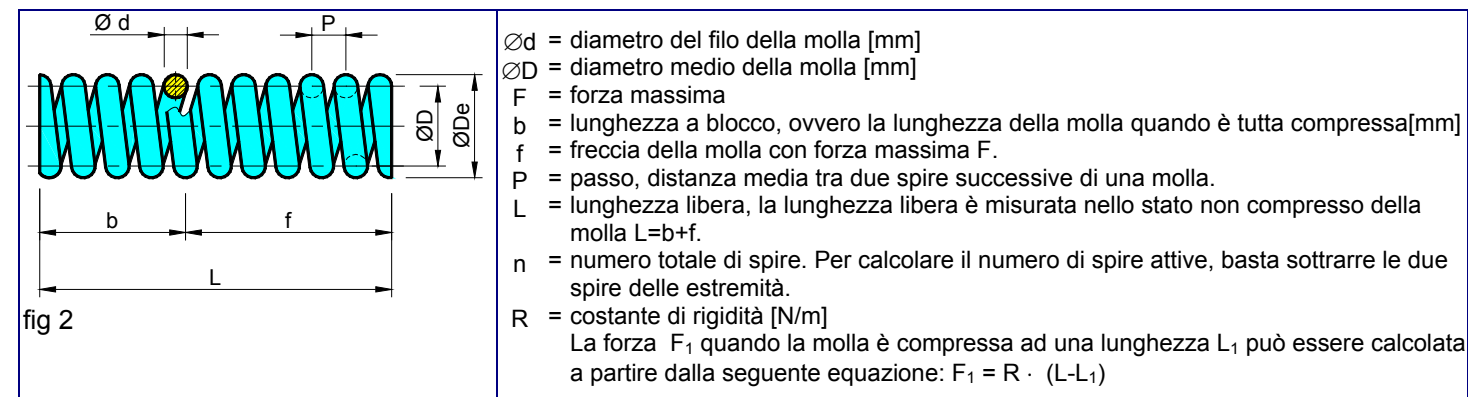 Ø d
P
ØD
ØDe
b
f
L
fig 2
∅d = diametro del filo della molla [mm]
∅D = diametro medio della molla [mm]
F = forza massima
b = lunghezza a blocco, ovvero la lunghezza della molla quando è tutta compressa[mm]
f = freccia della molla con forza massima F.
P = passo, distanza media tra due spire successive di una molla.
L = lunghezza libera, la lunghezza libera è misurata nello stato non compresso della
molla L=b+f.
n = numero totale di spire. Per calcolare il numero di spire attive, basta sottrarre le due
spire delle estremità.
R = costante di rigidità [N/m]
La forza F₁ quando la molla è compressa ad una lunghezza L₁ può essere calcolata
a partire dalla seguente equazione: F₁ = R · (L-L₁)